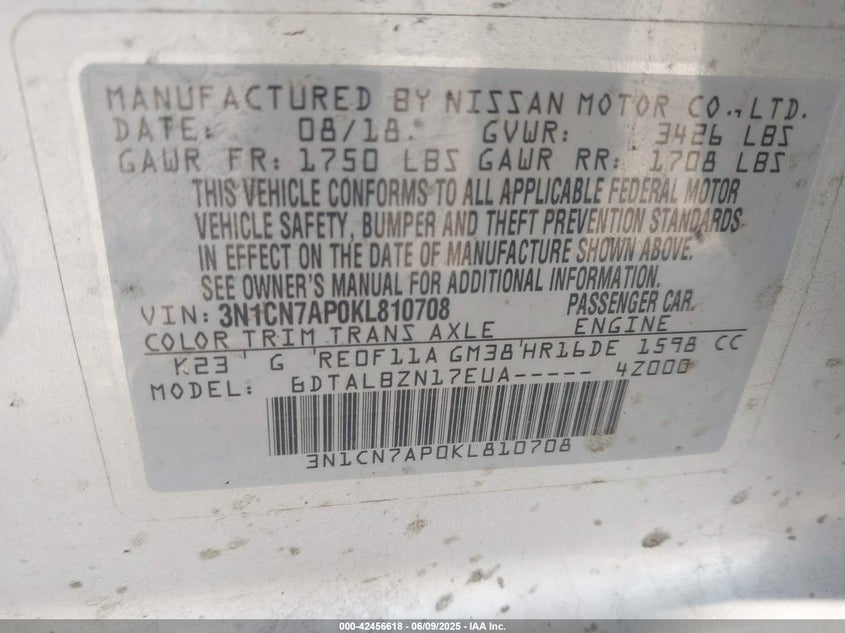 MANUFACTURED BY NISSAN MOTOR CO., LTD.
DATE: 08/18 GVWR: 3426 LBS
GAWR FR: 1750 LBS GAWR RR: 1708 LBS
THIS VEHICLE CONFORMS TO ALL APPLICABLE FEDERAL MOTOR
VEHICLE SAFETY, BUMPER AND THEFT PREVENTION STANDARDS
IN EFFECT ON THE DATE OF MANUFACTURE SHOWN ABOVE.
SEE OWNER'S MANUAL FOR ADDITIONAL INFORMATION.
VIN: 3N1CN7AP0KL810708 PASSENGER CAR.
COLOR TRIM TRANS AXLE ENGINE
K23 ' G 'RE0F11A GM38'HR16DE 1598 CC
MODEL: BDTALBZN17EUA----- 4Z000
3N1CN7AP0KL810708
000-42456618 | 06/09/2025 | © IAA Inc.